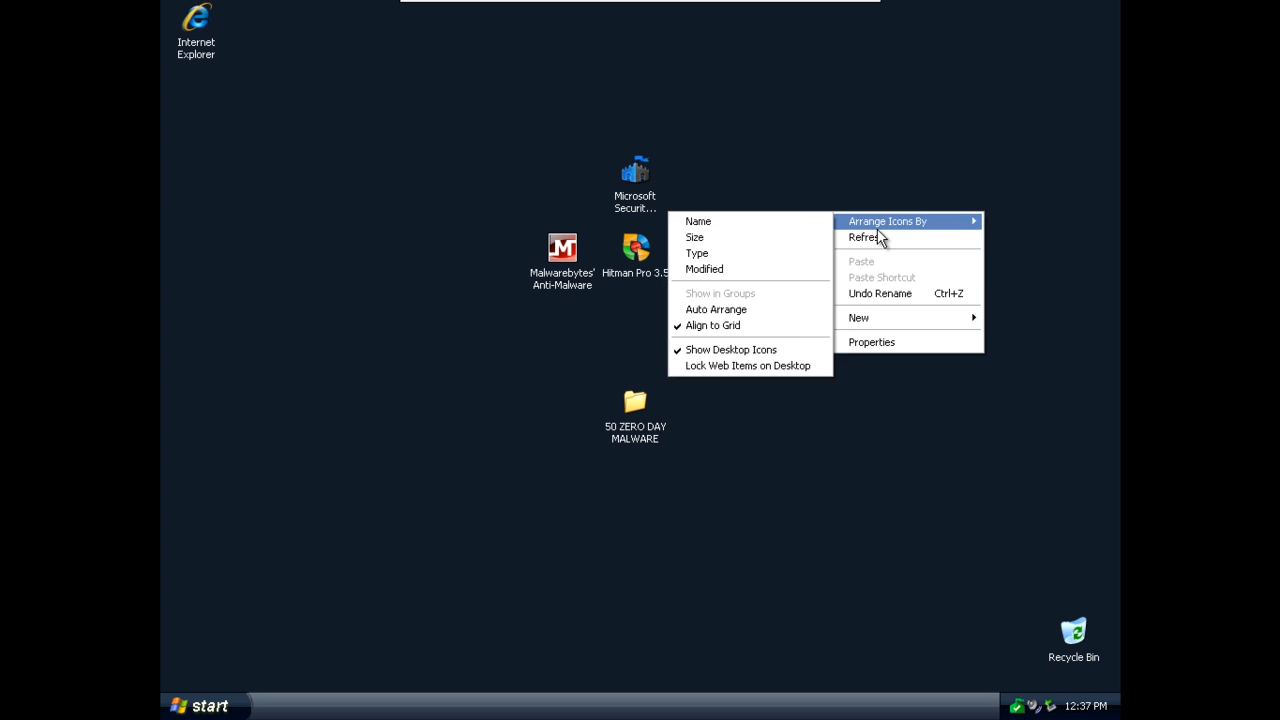 Internet
Explorer
Microsoft
Securit...
Malwarebytes'
Anti-Malware
Hitman Pro 3.5
Name
Size
Type
Modified
Show in Groups
Auto Arrange
Align to Grid
Show Desktop Icons
Lock Web Items on Desktop
Arrange Icons By
Refres
Paste
Paste Shortcut
Undo Rename Ctrl+Z
New
Properties
50 ZERO DAY
MALWARE
Recycle Bin
start
12:37 PM